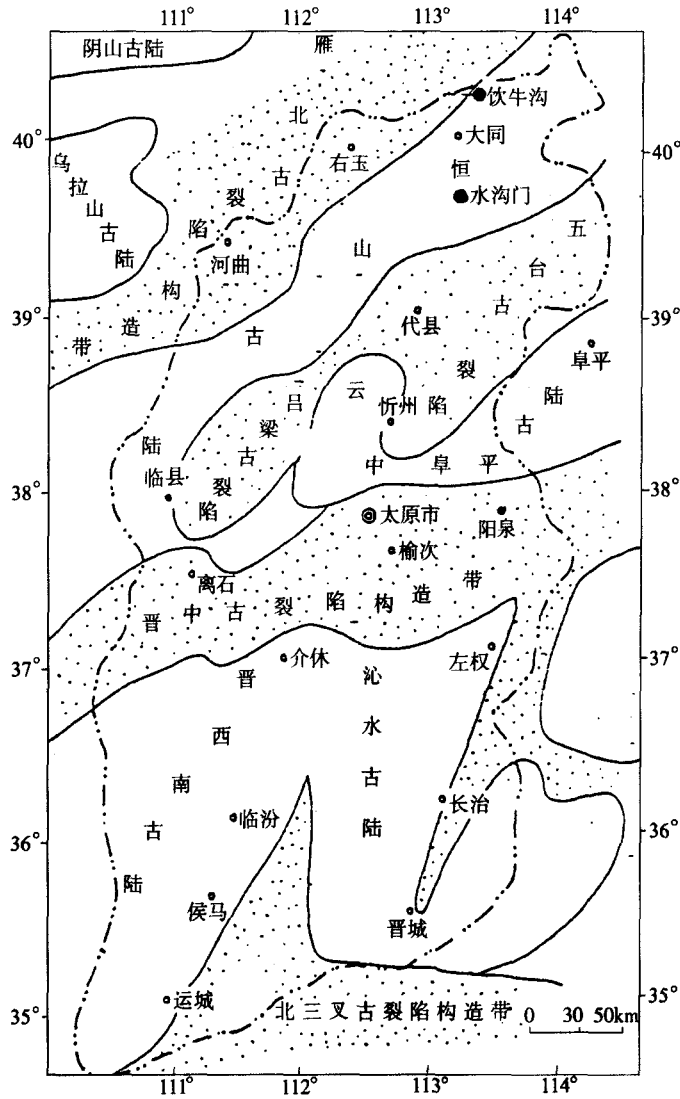 111° 112° 113° 114°
阴山古陆
雁北古裂陷构造带
饮牛沟
大同
40° 40°
右玉
水沟门
乌拉山古陆
恒山古陆
河曲
五台古裂陷
39° 39°
代县
阜平
云中
忻州
吕梁古裂陷
阜平古陆
临县
38° 38°
太原市
阳泉
榆次
离石
晋中古裂陷构造带
37° 37°
介休
左权
晋西南古陆
沁水古陆
长治
36° 36°
临汾
侯马
晋城
运城
35° 35°
北三叉古裂陷构造带
0 30 50km
111° 112° 113° 114°